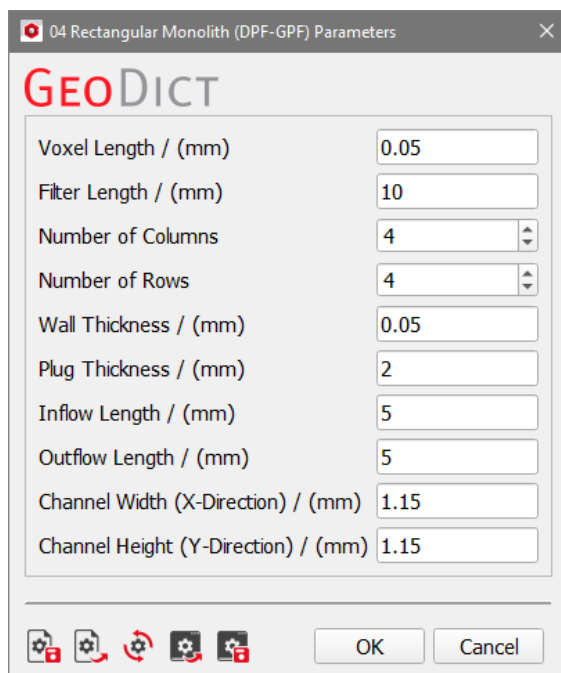 04 Rectangular Monolith (DPF-GPF) Parameters
GEODICT
Voxel Length / (mm) 0.05
Filter Length / (mm) 10
Number of Columns 4
Number of Rows 4
Wall Thickness / (mm) 0.05
Plug Thickness / (mm) 2
Inflow Length / (mm) 5
Outflow Length / (mm) 5
Channel Width (X-Direction) / (mm) 1.15
Channel Height (Y-Direction) / (mm) 1.15
OK Cancel